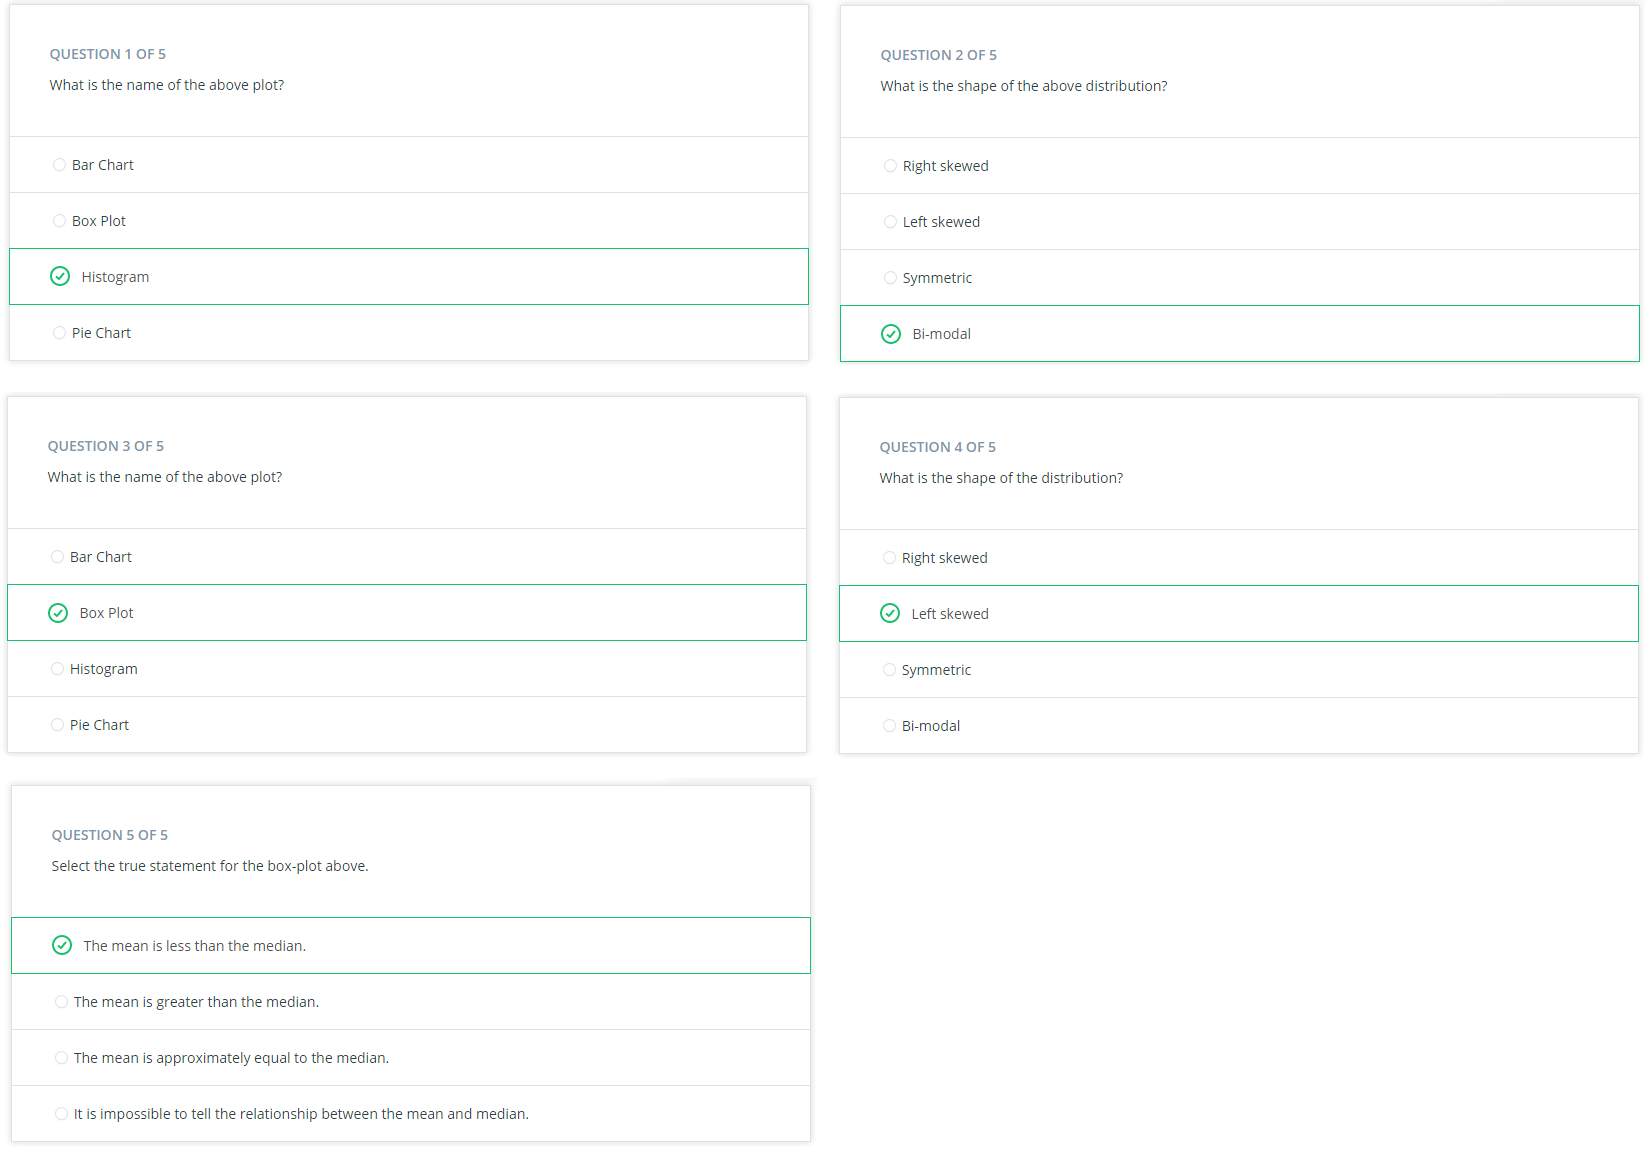 QUESTION 1 OF 5
What is the name of the above plot?
Bar Chart
Box Plot
Histogram
Pie Chart
QUESTION 2 OF 5
What is the shape of the above distribution?
Right skewed
Left skewed
Symmetric
Bi-modal
QUESTION 3 OF 5
What is the name of the above plot?
Bar Chart
Box Plot
Histogram
Pie Chart
QUESTION 4 OF 5
What is the shape of the distribution?
Right skewed
Left skewed
Symmetric
Bi-modal
QUESTION 5 OF 5
Select the true statement for the box-plot above.
The mean is less than the median.
The mean is greater than the median.
The mean is approximately equal to the median.
It is impossible to tell the relationship between the mean and median.